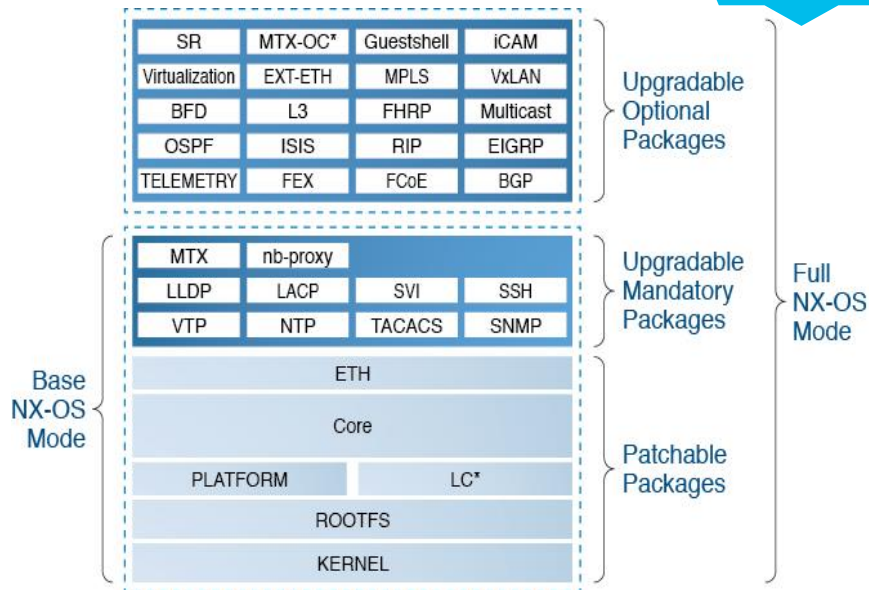 SR MTX-OC* Guestshell iCAM
Virtualization EXT-ETH MPLS VxLAN
BFD L3 FHRP Multicast
OSPF ISIS RIP EIGRP
TELEMETRY FEX FCoE BGP
Upgradable
Optional
Packages
MTX nb-proxy
LLDP LACP SVI SSH
VTP NTP TACACS SNMP
Upgradable
Mandatory
Packages
Full
NX-OS
Mode
Base
NX-OS
Mode
ETH
Core
PLATFORM LC*
ROOTFS
KERNEL
Patchable
Packages